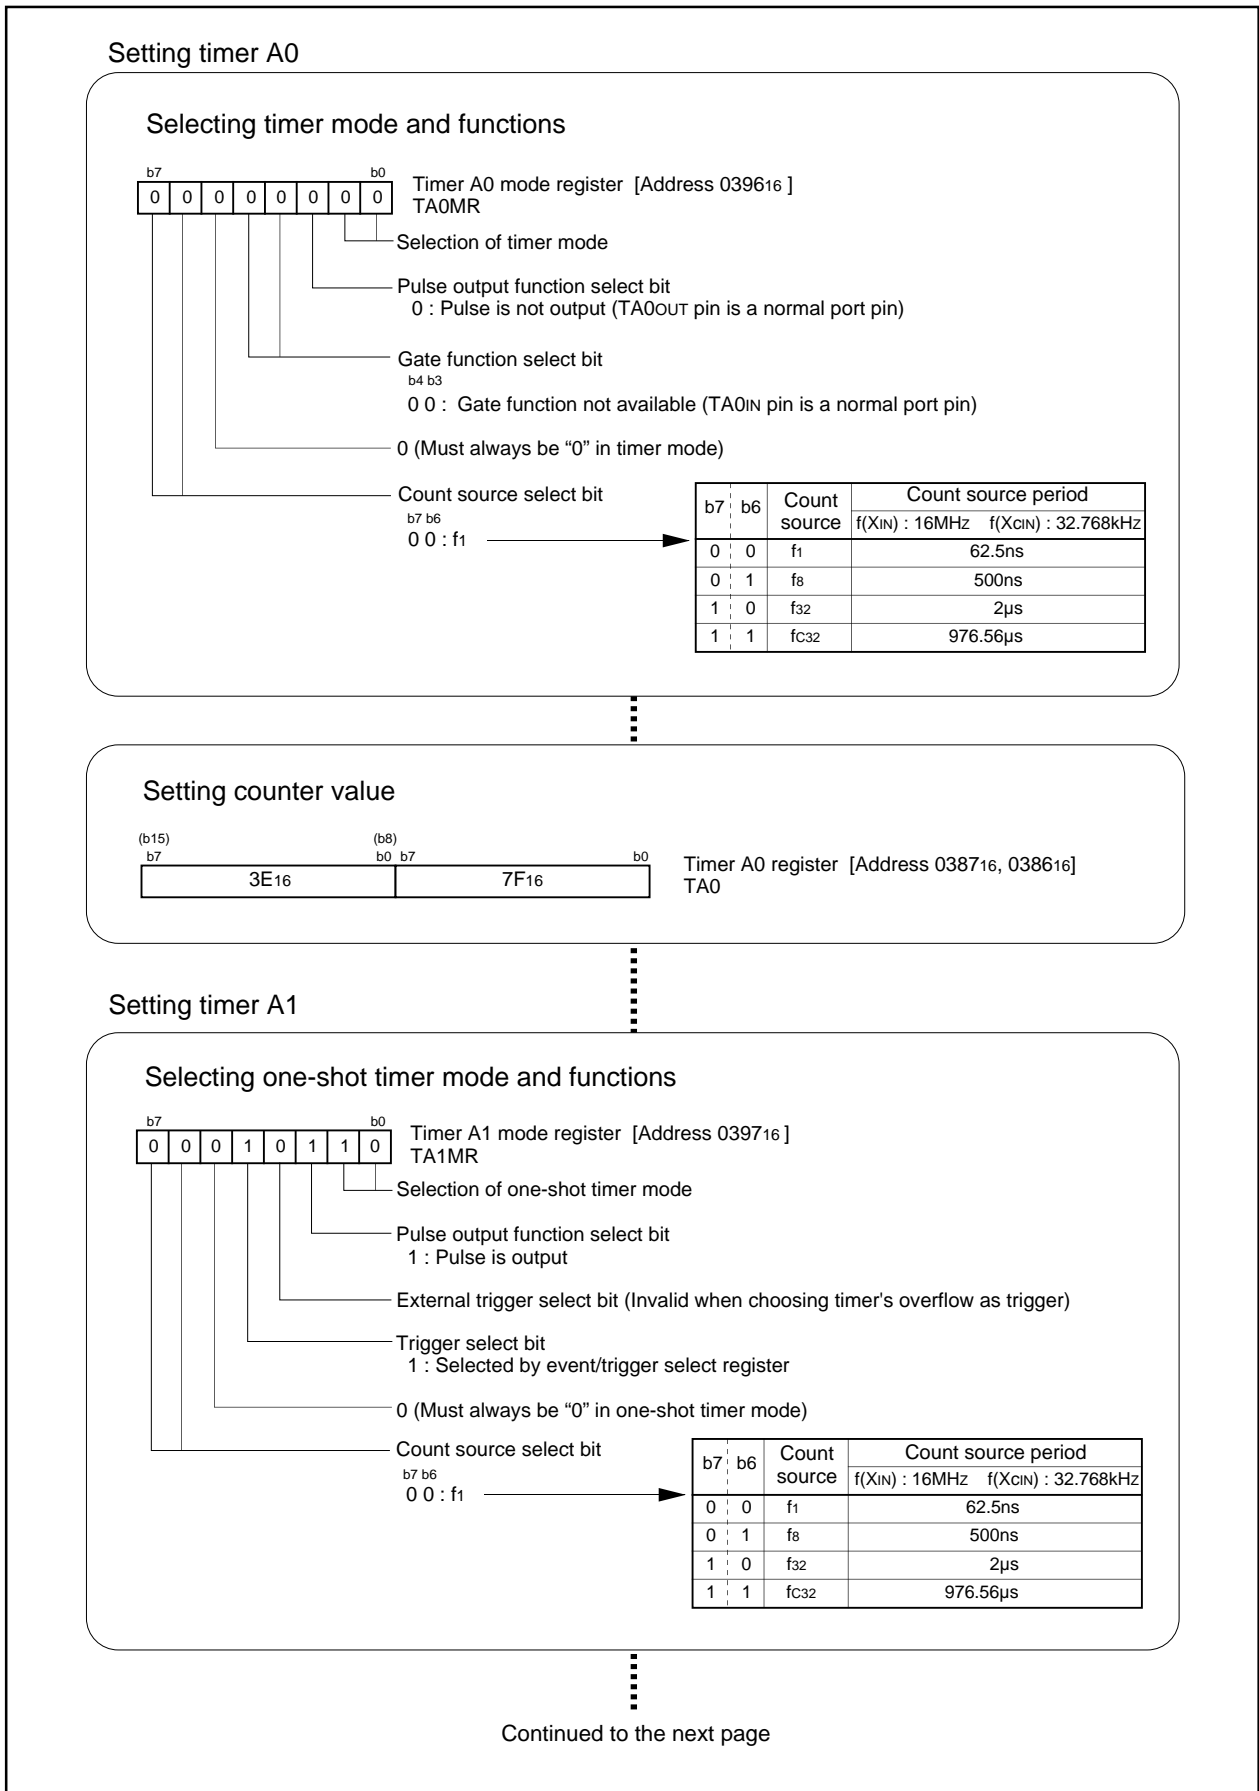 Setting timer A0
Selecting timer mode and functions
b7 b0
0 0 0 0 0 0 0 0
Timer A0 mode register [Address 039616 ]
TA0MR
Selection of timer mode
Pulse output function select bit
0 : Pulse is not output (TA0OUT pin is a normal port pin)
Gate function select bit
b4 b3
0 0 : Gate function not available (TA0IN pin is a normal port pin)
0 (Must always be “0” in timer mode)
Count source select bit
b7 b6
0 0 : f1
b7 b6 Count source Count source period
f(XIN) : 16MHz f(XCIN) : 32.768kHz
0 0 f1 62.5ns
0 1 f8 500ns
1 0 f32 2µs
1 1 fC32 976.56µs
Setting counter value
(b15) (b8)
b7 b0 b7 b0
3E16 7F16
Timer A0 register [Address 038716, 038616]
TA0
Setting timer A1
Selecting one-shot timer mode and functions
b7 b0
0 0 0 1 0 1 1 0
Timer A1 mode register [Address 039716 ]
TA1MR
Selection of one-shot timer mode
Pulse output function select bit
1 : Pulse is output
External trigger select bit (Invalid when choosing timer's overflow as trigger)
Trigger select bit
1 : Selected by event/trigger select register
0 (Must always be “0” in one-shot timer mode)
Count source select bit
b7 b6
0 0 : f1
b7 b6 Count source Count source period
f(XIN) : 16MHz f(XCIN) : 32.768kHz
0 0 f1 62.5ns
0 1 f8 500ns
1 0 f32 2µs
1 1 fC32 976.56µs
Continued to the next page